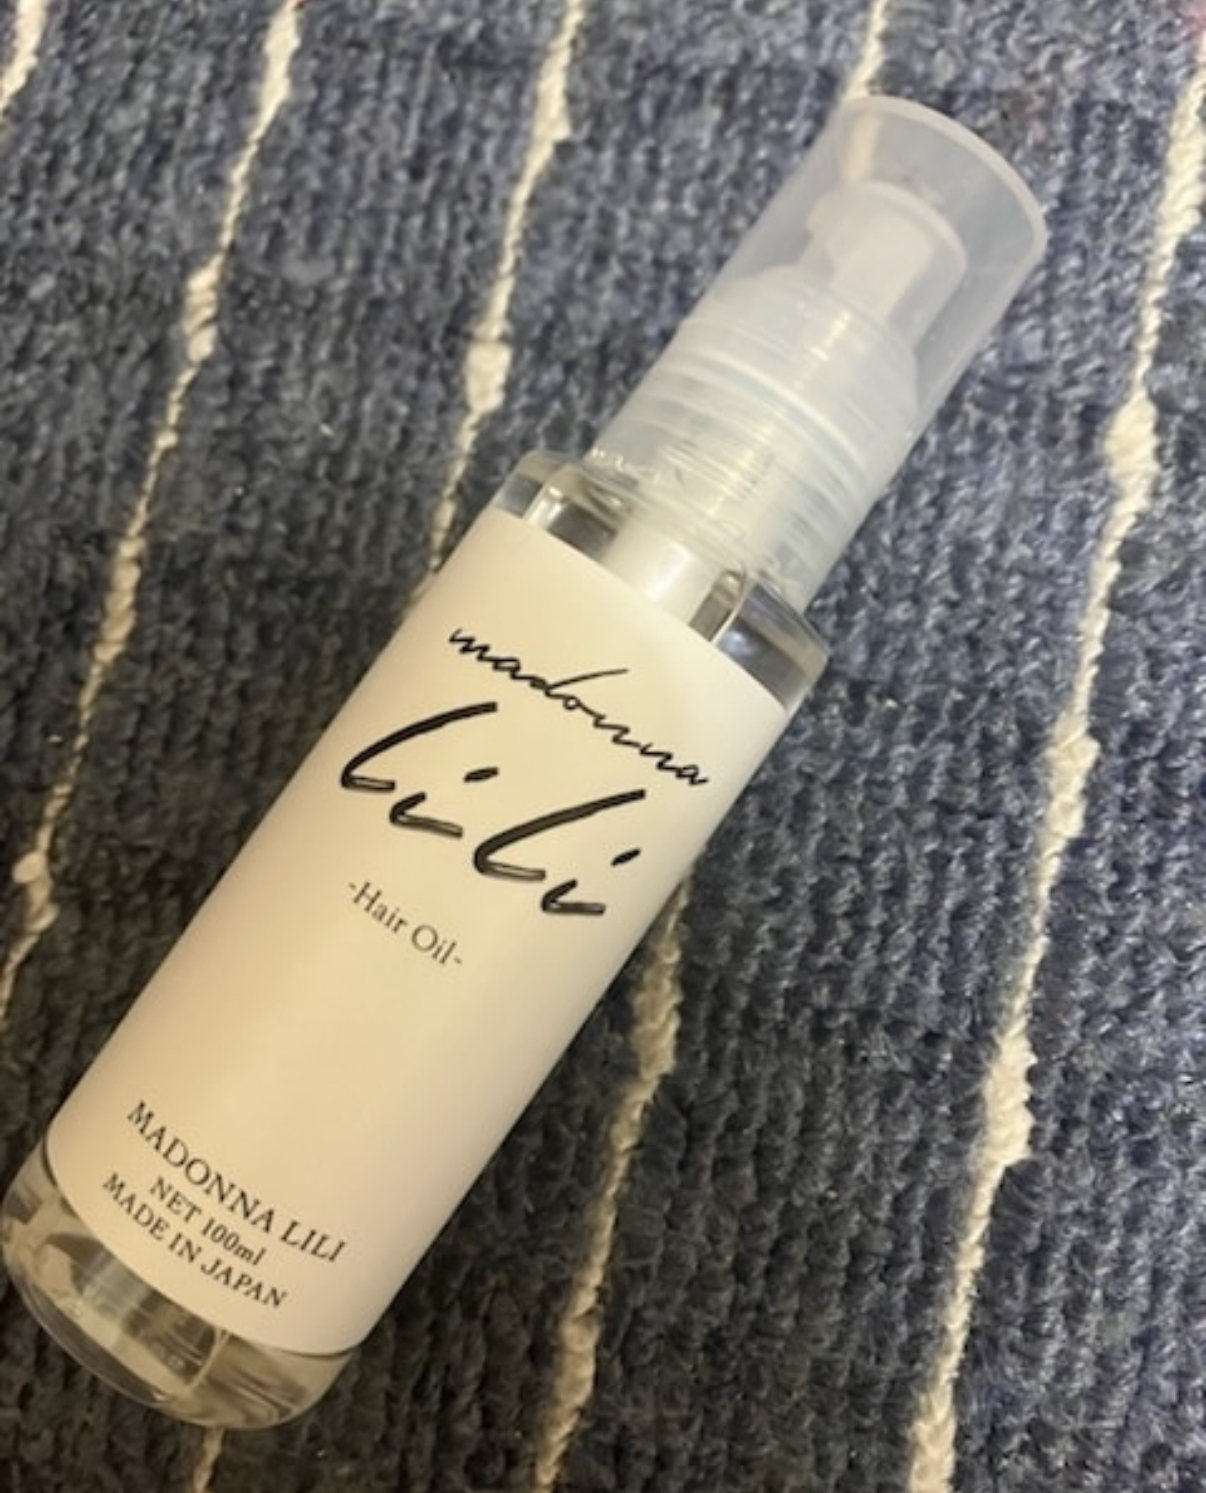 madonna
LiLi
-Hair Oil-
MADONNA LILI
NET 100ml
MADE IN JAPAN